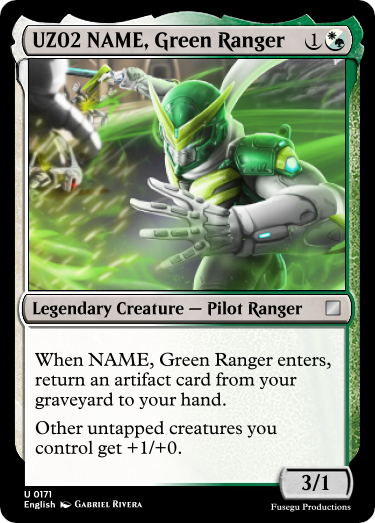 UZ02 NAME, Green Ranger 1
Legendary Creature — Pilot Ranger
When NAME, Green Ranger enters,
return an artifact card from your
graveyard to your hand.
Other untapped creatures you
control get +1/+0.
3/1
U 0171
English GABRIEL RIVERA
Fusegu Productions